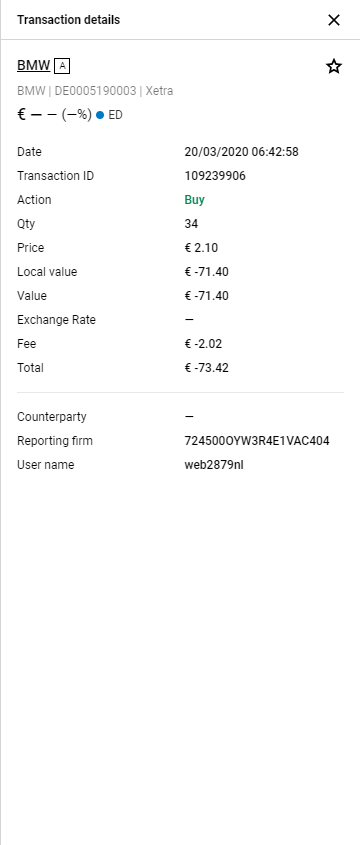 Transaction details
BMW A
BMW | DE0005190003 | Xetra
€ — — (—%) ED
Date 20/03/2020 06:42:58
Transaction ID 109239906
Action Buy
Qty 34
Price € 2.10
Local value € -71.40
Value € -71.40
Exchange Rate —
Fee € -2.02
Total € -73.42
Counterparty —
Reporting firm 724500OYW3R4E1VAC404
User name web2879nl